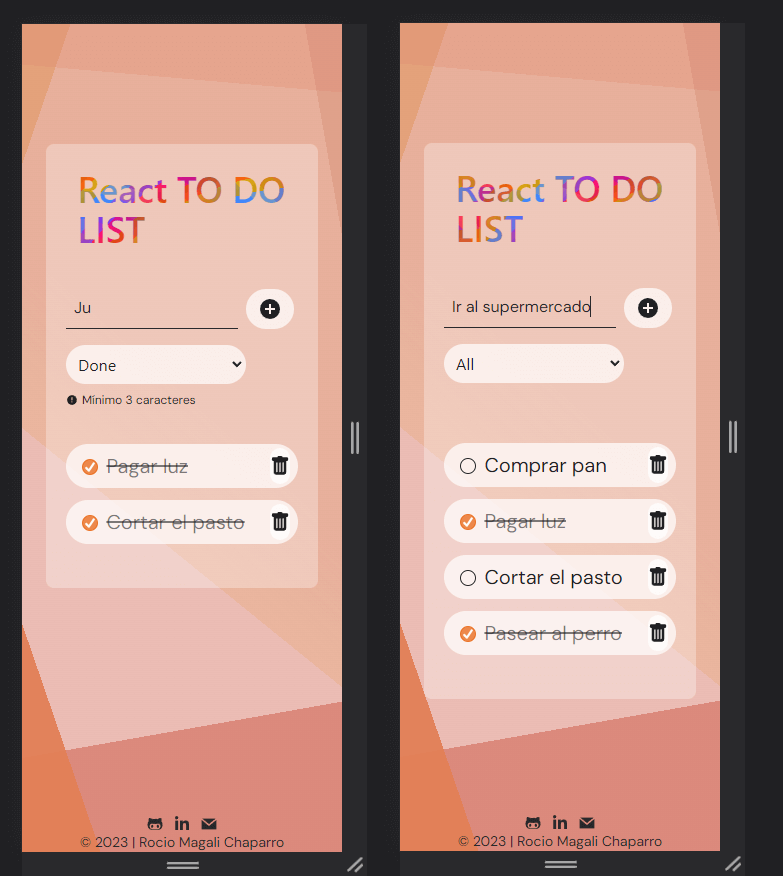 React TO DO
LIST
Ju
Done
Mínimo 3 caracteres
Pagar luz
Cortar el pasto
© 2023 | Rocio Magali Chaparro
React TO DO
LIST
Ir al supermercado
All
Comprar pan
Pagar luz
Cortar el pasto
Pasear al perro
© 2023 | Rocio Magali Chaparro